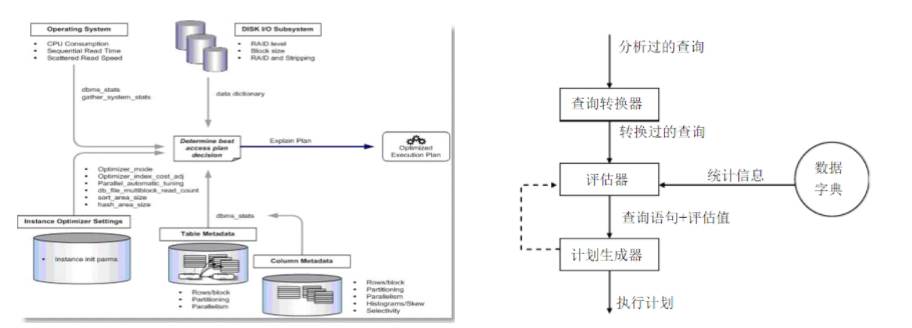 Operating System
• CPU Consumption
• Sequential Read Time
• Scattered Read Speed
DISK I/O Subsystem
• RAID level
• Block size
• RAID and Stripping
dbms_stats
gather_system_stats
data dictionary
Determine best
access plan
decision
Explain Plan
Optimized
Execution Plan
• Optimizer_mode
• Optimizer_index_cost_adj
• Parallel_automatic_tuning
• db_file_multiblock_read_count
• sort_area_size
• hash_area_size
Instance Optimizer Settings
• Instance init parms
dbms_stats
Table Metadata
• Rows/block
• Partitioning
• Parallelism
Column Metadata
• Rows/block
• Partitioning
• Parallelism
• Histograms/Skew
• Selectivity
分析过的查询
查询转换器
转换过的查询
评估器
统计信息
数据
字典
查询语句+评估值
计划生成器
执行计划